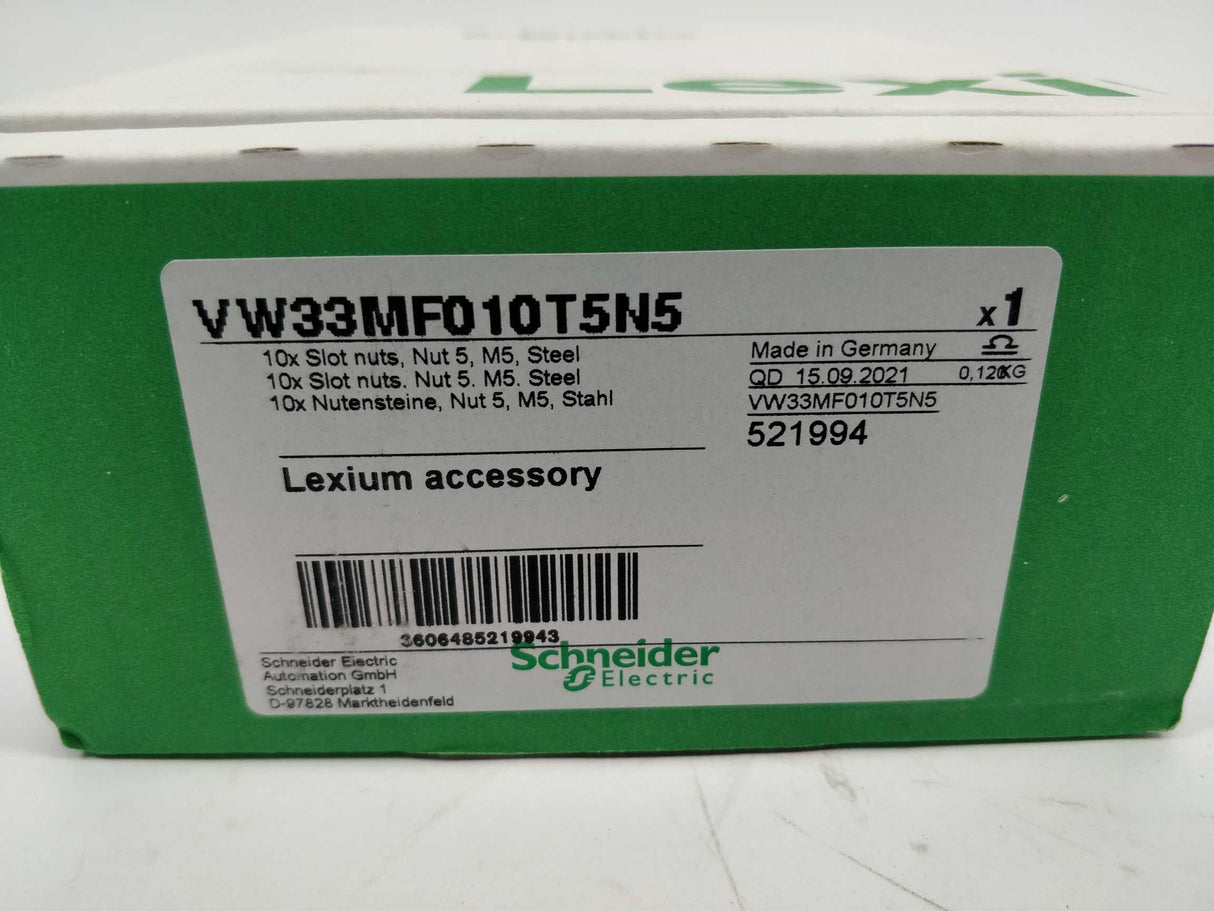 Lexi
VW33MF010T5N5
x1
10x Slot nuts, Nut 5, M5, Steel
10x Slot nuts. Nut 5. M5. Steel
10x Nutensteine, Nut 5, M5, Stahl
Made in Germany
QD 15.09.2021
0,120KG
VW33MF010T5N5
521994
Lexium accessory
3606485219943
Schneider Electric
Automation GmbH
Schneiderplatz 1
D-97828 Marktheidenfeld
Schneider
Electric